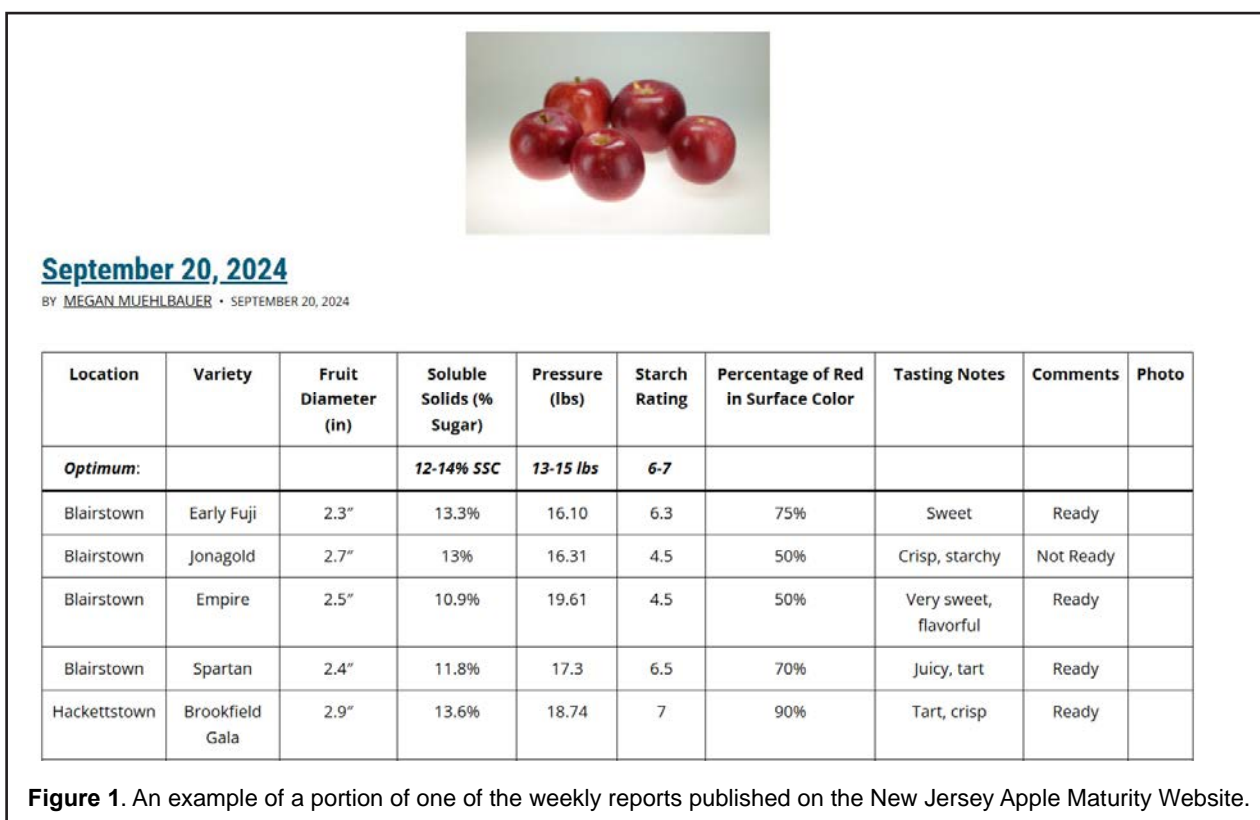 September 20, 2024
BY MEGAN MUEHLBAUER • SEPTEMBER 20, 2024
Location Variety Fruit Diameter (in) Soluble Solids (% Sugar) Pressure (lbs) Starch Rating Percentage of Red in Surface Color Tasting Notes Comments Photo
Optimum: 12-14% SSC 13-15 lbs 6-7
Blairstown Early Fuji 2.3″ 13.3% 16.10 6.3 75% Sweet Ready
Blairstown Jonagold 2.7″ 13% 16.31 4.5 50% Crisp, starchy Not Ready
Blairstown Empire 2.5″ 10.9% 19.61 4.5 50% Very sweet, flavorful Ready
Blairstown Spartan 2.4″ 11.8% 17.3 6.5 70% Juicy, tart Ready
Hackettstown Brookfield Gala 2.9″ 13.6% 18.74 7 90% Tart, crisp Ready
Figure 1. An example of a portion of one of the weekly reports published on the New Jersey Apple Maturity Website.